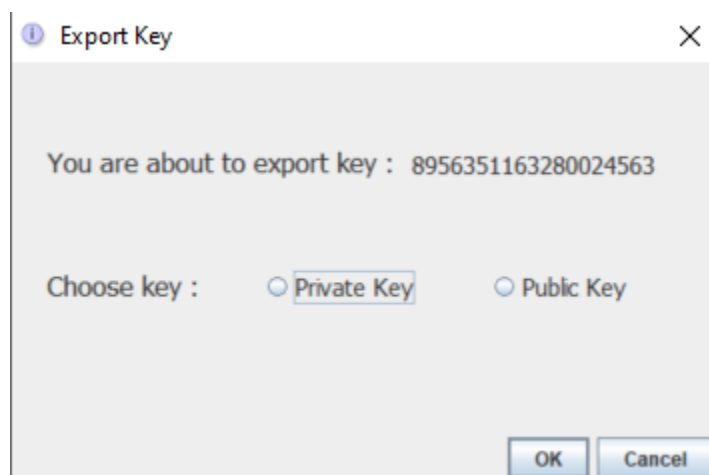 Export Key
You are about to export key : 8956351163280024563
Choose key : Private Key Public Key
OK Cancel